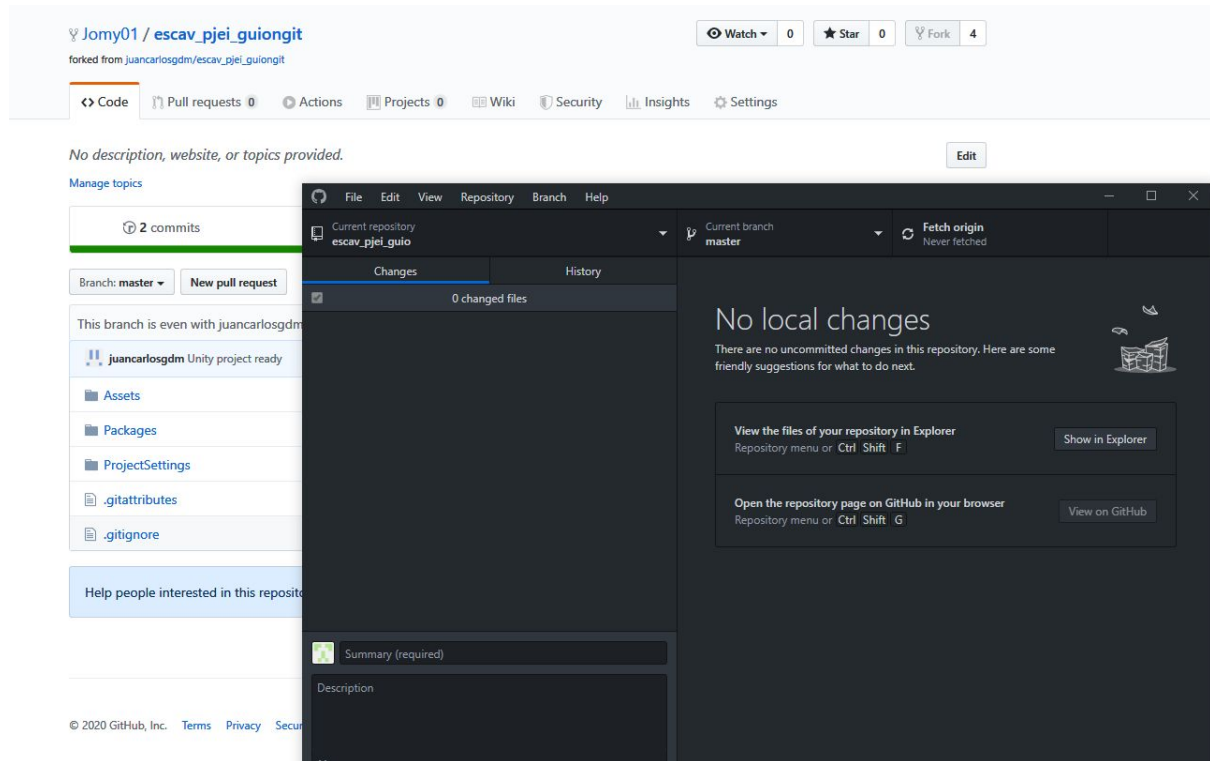 Jomy01 / escav_pjei_guiongit
Watch 0 Star 0 Fork 4
forked from juancarlosgdm/escav_pjei_guiongit
Code Pull requests 0 Actions Projects 0 Wiki Security Insights Settings
No description, website, or topics provided.
Edit
Manage topics
2 commits
Branch: master New pull request
This branch is even with juancarlosgdm
juancarlosgdm Unity project ready
Assets
Packages
ProjectSettings
.gitattributes
.gitignore
Help people interested in this reposito
© 2020 GitHub, Inc. Terms Privacy Secur
File Edit View Repository Branch Help
Current repository
escav_pjei_guio
Current branch
master
Fetch origin
Never fetched
Changes History
0 changed files
No local changes
There are no uncommitted changes in this repository. Here are some
friendly suggestions for what to do next.
View the files of your repository in Explorer
Repository menu or Ctrl Shift F
Show in Explorer
Open the repository page on GitHub in your browser
Repository menu or Ctrl Shift G
View on GitHub
Summary (required)
Description